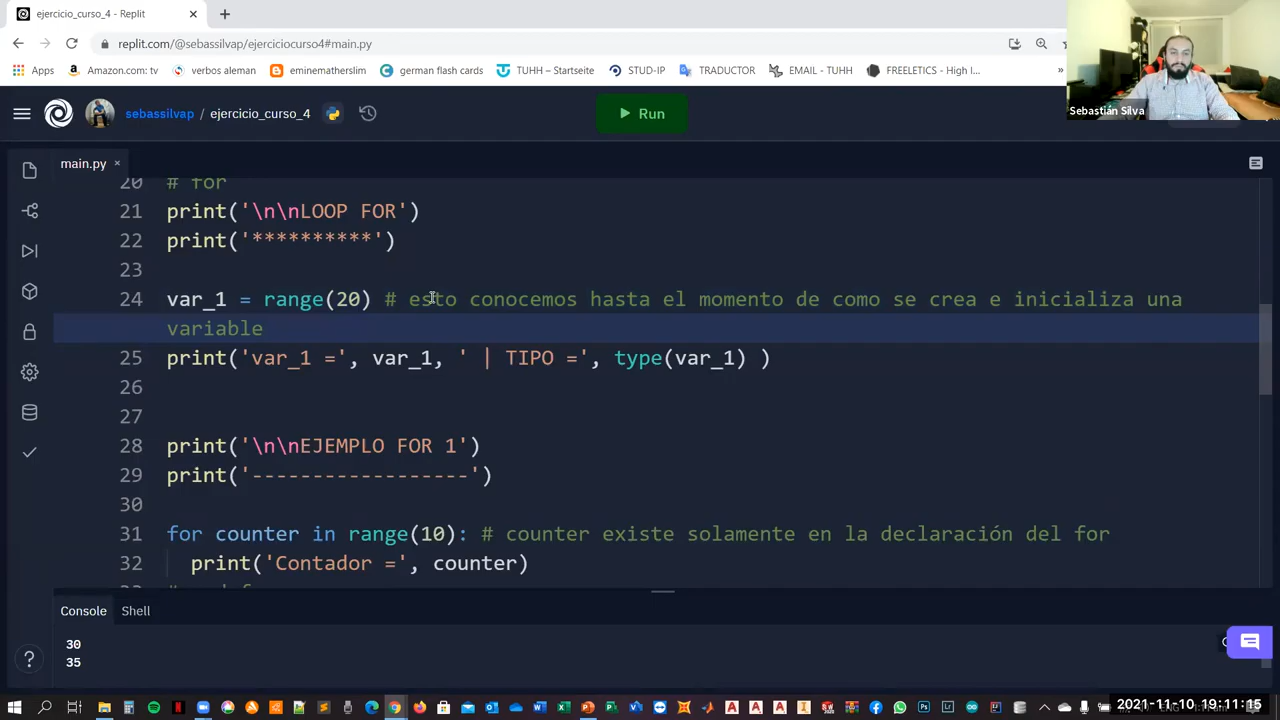 ejercicio_curso_4 - Replit
replit.com/@sebassilvap/ejerciciocurso4#main.py
Apps
Amazon.com: tv
verbos aleman
eminematherslim
german flash card
TUHH – Startseite
STUD-IP
TRADUCTOR
EMAIL - TUHH
FREELETICS - High I...
»
Sebastián Silva
sebassilvap / ejercicio_curso_4
Run
main.py
20 # for
21 print('\n\nLOOP FOR')
22 print('**********')
23
24 var_1 = range(20) # esto conocemos hasta el momento de como se crea e inicializa una
variable
25 print('var_1 =', var_1, ' | TIPO =', type(var_1) )
26
27
28 print('\n\nEJEMPLO FOR 1')
29 print('------------------')
30
31 for counter in range(10): # counter existe solamente en la declaración del for
32 print('Contador =', counter)
Console Shell
30
35
2021-11-10 19:11:15